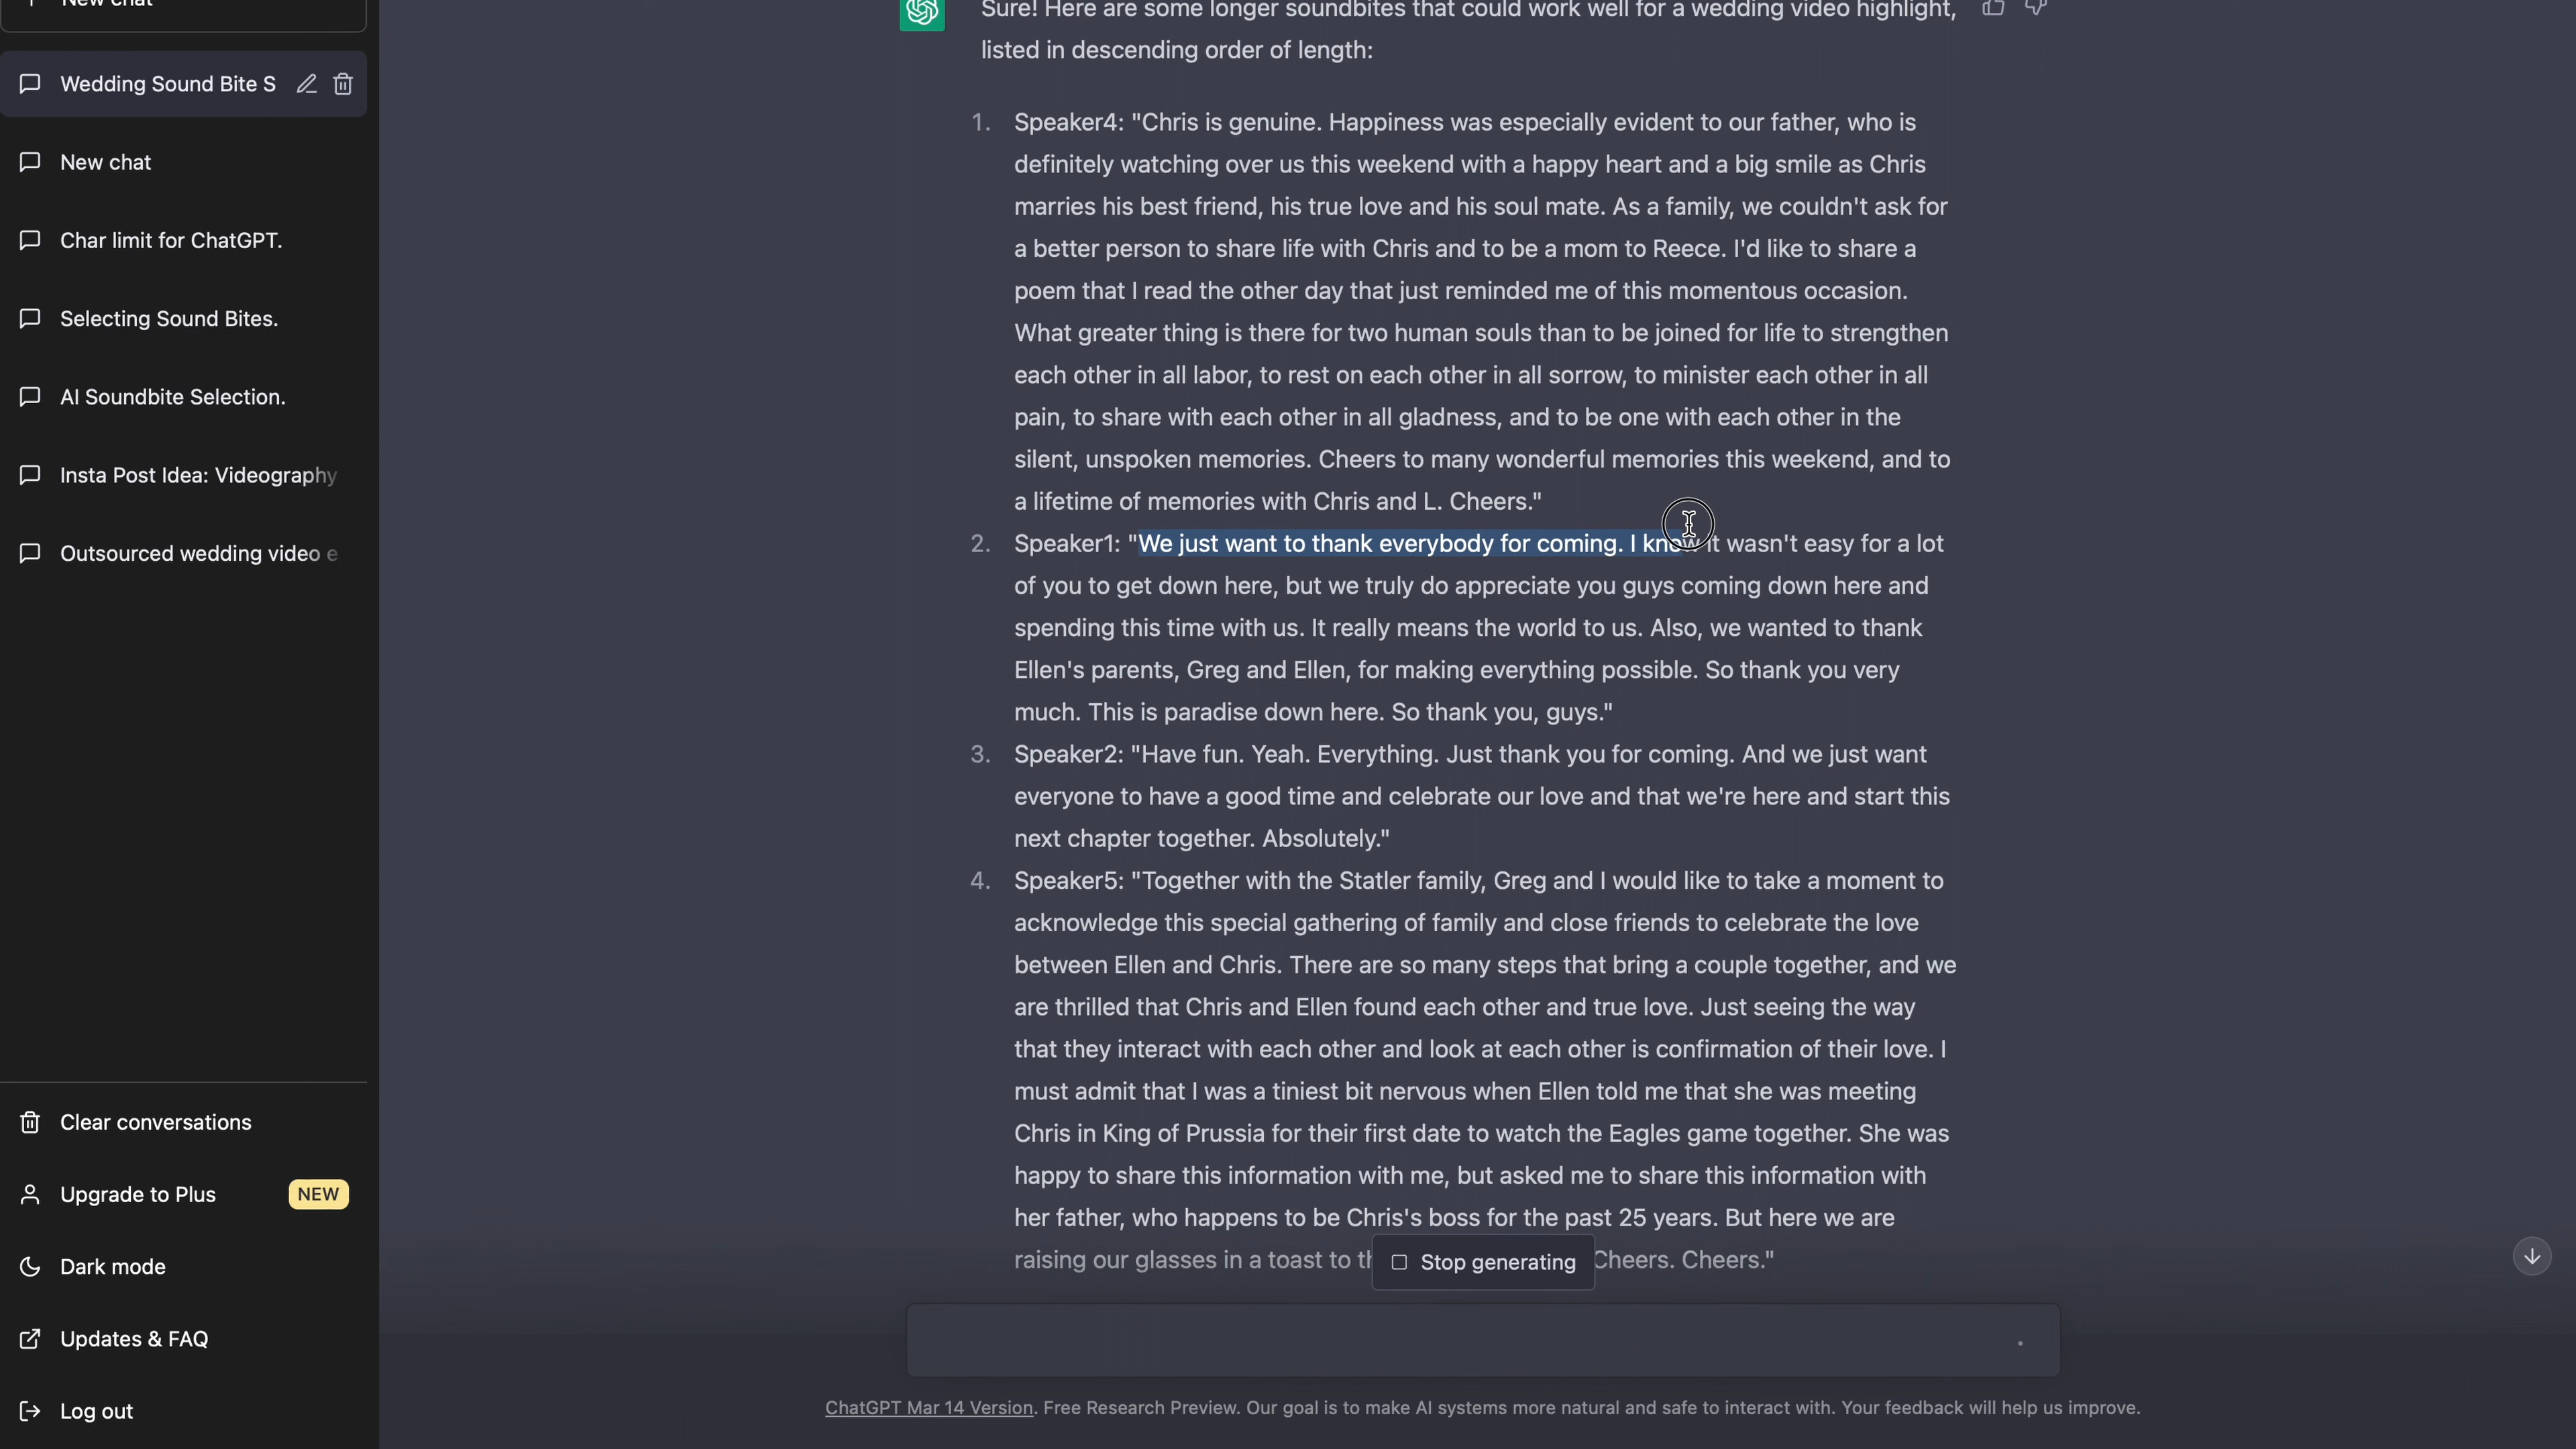 New chat
Wedding Sound Bite S
New chat
Char limit for ChatGPT.
Selecting Sound Bites.
AI Soundbite Selection.
Insta Post Idea: Videography
Outsourced wedding video e
Clear conversations
Upgrade to Plus NEW
Dark mode
Updates & FAQ
Log out
Sure! Here are some longer soundbites that could work well for a wedding video highlight,
listed in descending order of length:
1. Speaker4: "Chris is genuine. Happiness was especially evident to our father, who is
definitely watching over us this weekend with a happy heart and a big smile as Chris
marries his best friend, his true love and his soul mate. As a family, we couldn't ask for
a better person to share life with Chris and to be a mom to Reece. I'd like to share a
poem that I read the other day that just reminded me of this momentous occasion.
What greater thing is there for two human souls than to be joined for life to strengthen
each other in all labor, to rest on each other in all sorrow, to minister each other in all
pain, to share with each other in all gladness, and to be one with each other in the
silent, unspoken memories. Cheers to many wonderful memories this weekend, and to
a lifetime of memories with Chris and L. Cheers."
2. Speaker1: "We just want to thank everybody for coming. I know it wasn't easy for a lot
of you to get down here, but we truly do appreciate you guys coming down here and
spending this time with us. It really means the world to us. Also, we wanted to thank
Ellen's parents, Greg and Ellen, for making everything possible. So thank you very
much. This is paradise down here. So thank you, guys."
3. Speaker2: "Have fun. Yeah. Everything. Just thank you for coming. And we just want
everyone to have a good time and celebrate our love and that we're here and start this
next chapter together. Absolutely."
4. Speaker5: "Together with the Statler family, Greg and I would like to take a moment to
acknowledge this special gathering of family and close friends to celebrate the love
between Ellen and Chris. There are so many steps that bring a couple together, and we
are thrilled that Chris and Ellen found each other and true love. Just seeing the way
that they interact with each other and look at each other is confirmation of their love. I
must admit that I was a tiniest bit nervous when Ellen told me that she was meeting
Chris in King of Prussia for their first date to watch the Eagles game together. She was
happy to share this information with me, but asked me to share this information with
her father, who happens to be Chris's boss for the past 25 years. But here we are
raising our glasses in a toast to Cheers. Cheers."
Stop generating
ChatGPT Mar 14 Version. Free Research Preview. Our goal is to make AI systems more natural and safe to interact with. Your feedback will help us improve.